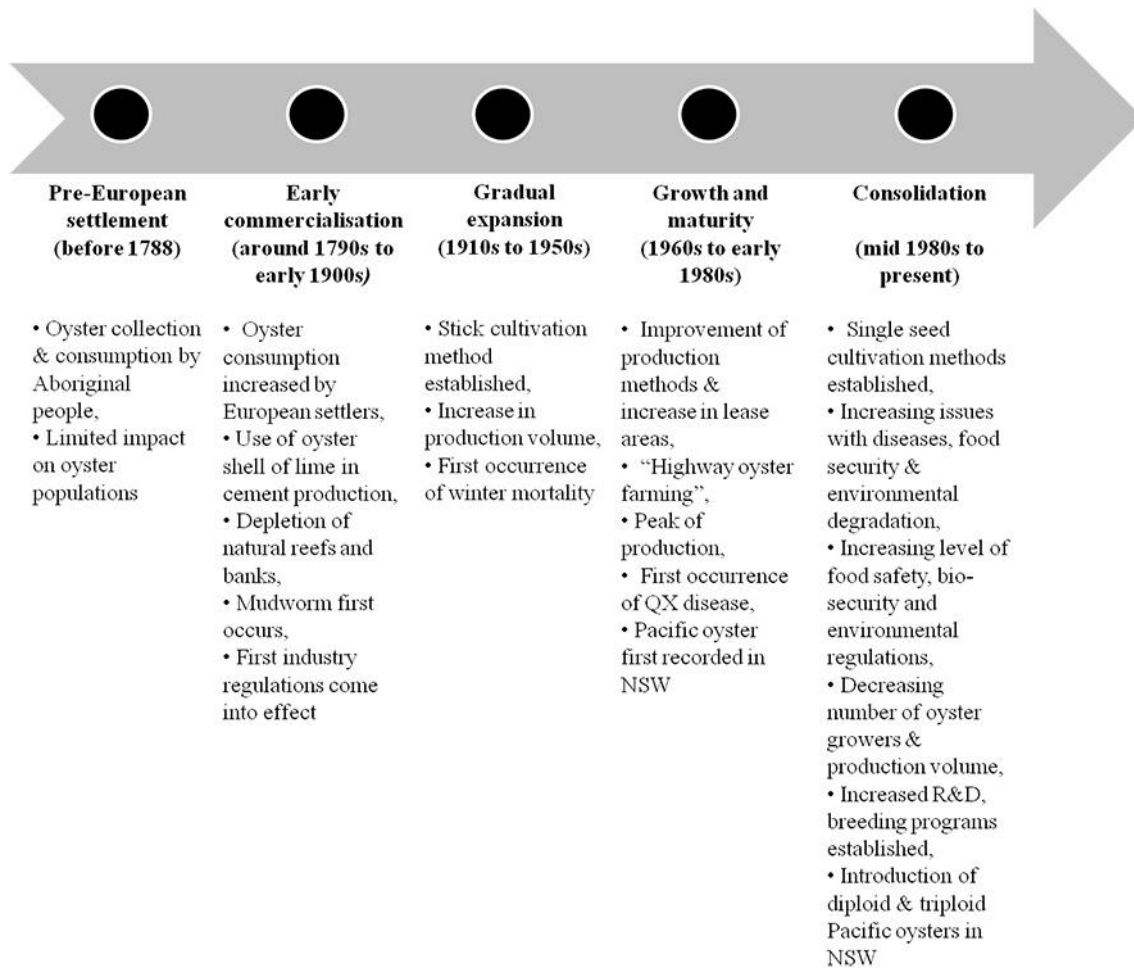 Pre-European
settlement
(before 1788)
• Oyster collection
& consumption by
Aboriginal
people,
• Limited impact
on oyster
populations
Early
commercialisation
(around 1790s to
early 1900s)
• Oyster
consumption
increased by
European settlers,
• Use of oyster
shell of lime in
cement production,
• Depletion of
natural reefs and
banks,
• Mudworm first
occurs,
• First industry
regulations come
into effect
Gradual
expansion
(1910s to 1950s)
• Stick cultivation
method
established,
• Increase in
production volume,
• First occurrence
of winter mortality
Growth and
maturity
(1960s to early
1980s)
• Improvement of
production
methods &
increase in lease
areas,
• “Highway oyster
farming”,
• Peak of
production,
• First occurrence
of QX disease,
• Pacific oyster
first recorded in
NSW
Consolidation
(mid 1980s to
present)
• Single seed
cultivation methods
established,
• Increasing issues
with diseases, food
security &
environmental
degradation,
• Increasing level of
food safety, bio-
security and
environmental
regulations,
• Decreasing
number of oyster
growers &
production volume,
• Increased R&D,
breeding programs
established,
• Introduction of
diploid & triploid
Pacific oysters in
NSW